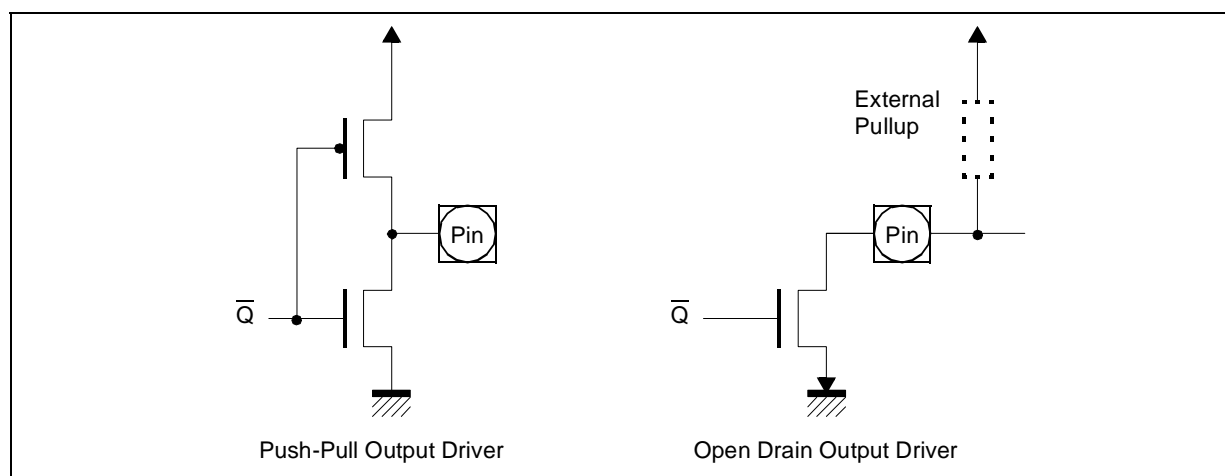 External
Pullup
Pin
Pin
Q̅
Q̅
Push-Pull Output Driver
Open Drain Output Driver